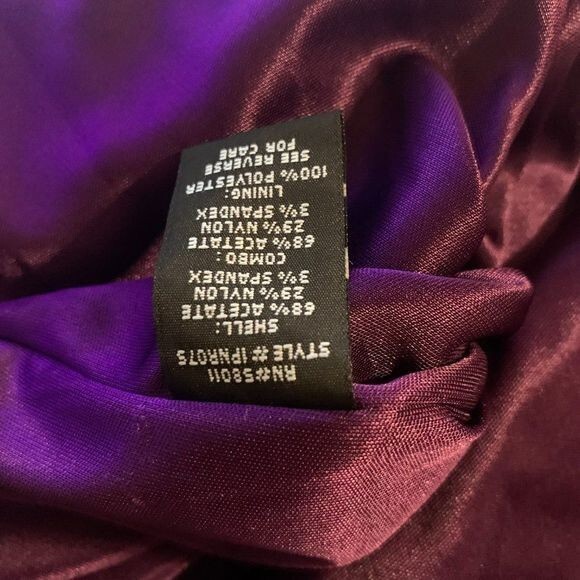 RN#58011
STYLE# IPNR07S
SHELL:
68% ACETATE
29% NYLON
3% SPANDEX
COMBO:
68% ACETATE
29% NYLON
3% SPANDEX
LINING:
100% POLYESTER
SEE REVERSE
FOR CARE